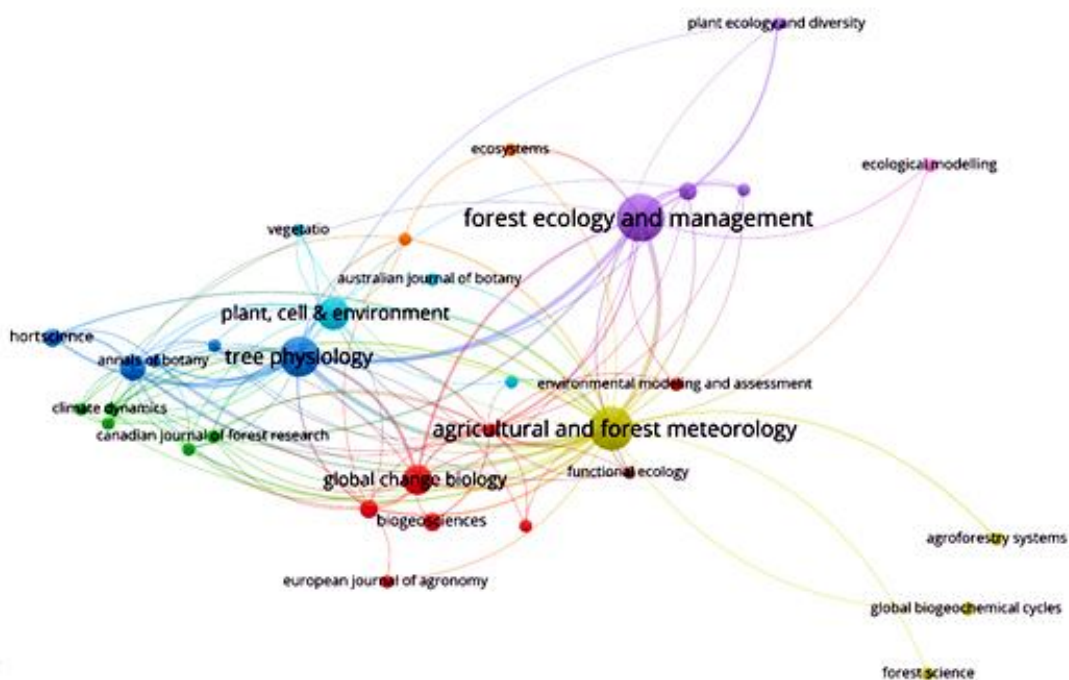 plant ecology and diversity
ecosystems
ecological modelling
forest ecology and management
vegetatio
australian journal of botany
plant, cell & environment
hortscience
annals of botany
tree physiology
environmental modeling and assessment
climate dynamics
agricultural and forest meteorology
canadian journal of forest research
functional ecology
global change biology
biogeosciences
agroforestry systems
european journal of agronomy
global biogeochemical cycles
forest science